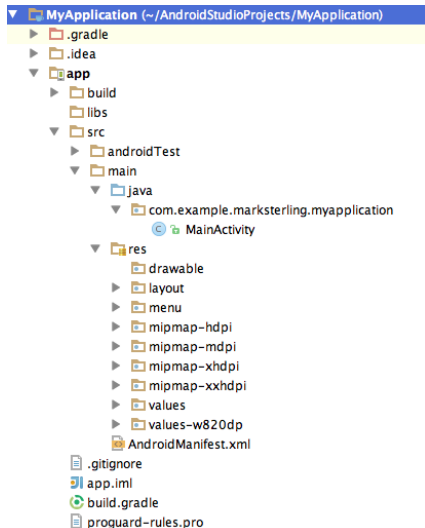 MyApplication (~/AndroidStudioProjects/MyApplication)
.gradle
.idea
app
build
libs
src
androidTest
main
java
com.example.marksterling.myapplication
C MainActivity
res
drawable
layout
menu
mipmap-hdpi
mipmap-mdpi
mipmap-xhdpi
mipmap-xxhdpi
values
values-w820dp
AndroidManifest.xml
.gitignore
app.iml
build.gradle
proguard-rules.pro